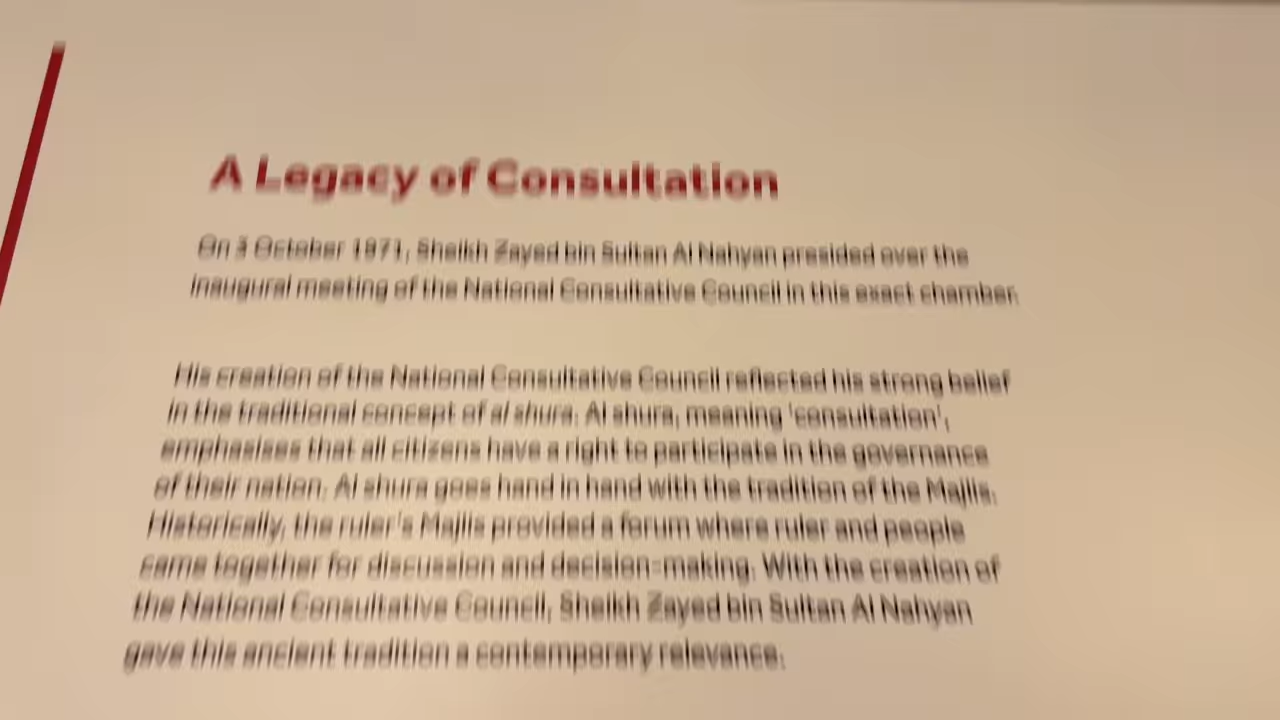 A Legacy of Consultation
On 3 October 1971, Sheikh Zayed bin Sultan Al Nahyan presided over the
inaugural meeting of the National Consultative Council in this exact chamber.
His creation of the National Consultative Council reflected his strong belief
in the traditional concept of al shura. Al shura, meaning 'consultation',
emphasises that all citizens have a right to participate in the governance
of their nation. Al shura goes hand in hand with the tradition of the Majlis.
Historically, the ruler's Majlis provided a forum where ruler and people
came together for discussion and decision-making. With the creation of
the National Consultative Council, Sheikh Zayed bin Sultan Al Nahyan
gave this ancient tradition a contemporary relevance.